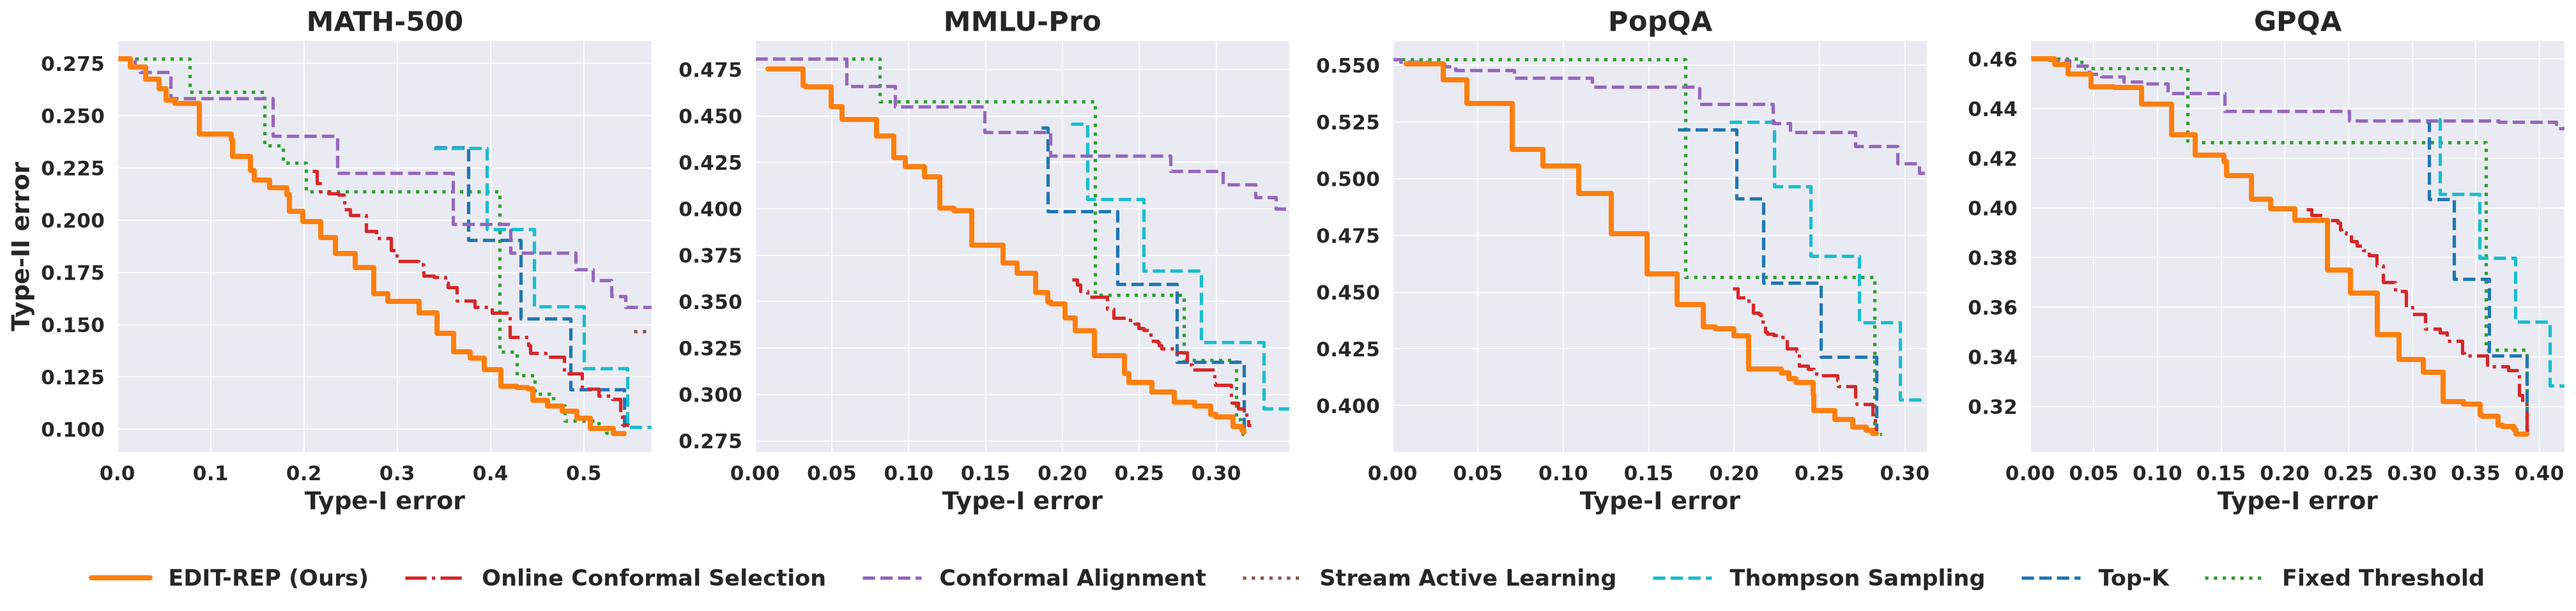 MATH-500 MMLU-Pro PopQA GPQA
Type-II error
0.275 0.250 0.225 0.200 0.175 0.150 0.125 0.100
0.0 0.1 0.2 0.3 0.4 0.5
Type-I error
0.475 0.450 0.425 0.400 0.375 0.350 0.325 0.300 0.275
0.00 0.05 0.10 0.15 0.20 0.25 0.30
Type-I error
0.550 0.525 0.500 0.475 0.450 0.425 0.400
0.00 0.05 0.10 0.15 0.20 0.25 0.30
Type-I error
0.46 0.44 0.42 0.40 0.38 0.36 0.34 0.32
0.00 0.05 0.10 0.15 0.20 0.25 0.30 0.35 0.40
Type-I error
EDIT-REP (Ours) Online Conformal Selection Conformal Alignment Stream Active Learning Thompson Sampling Top-K Fixed Threshold